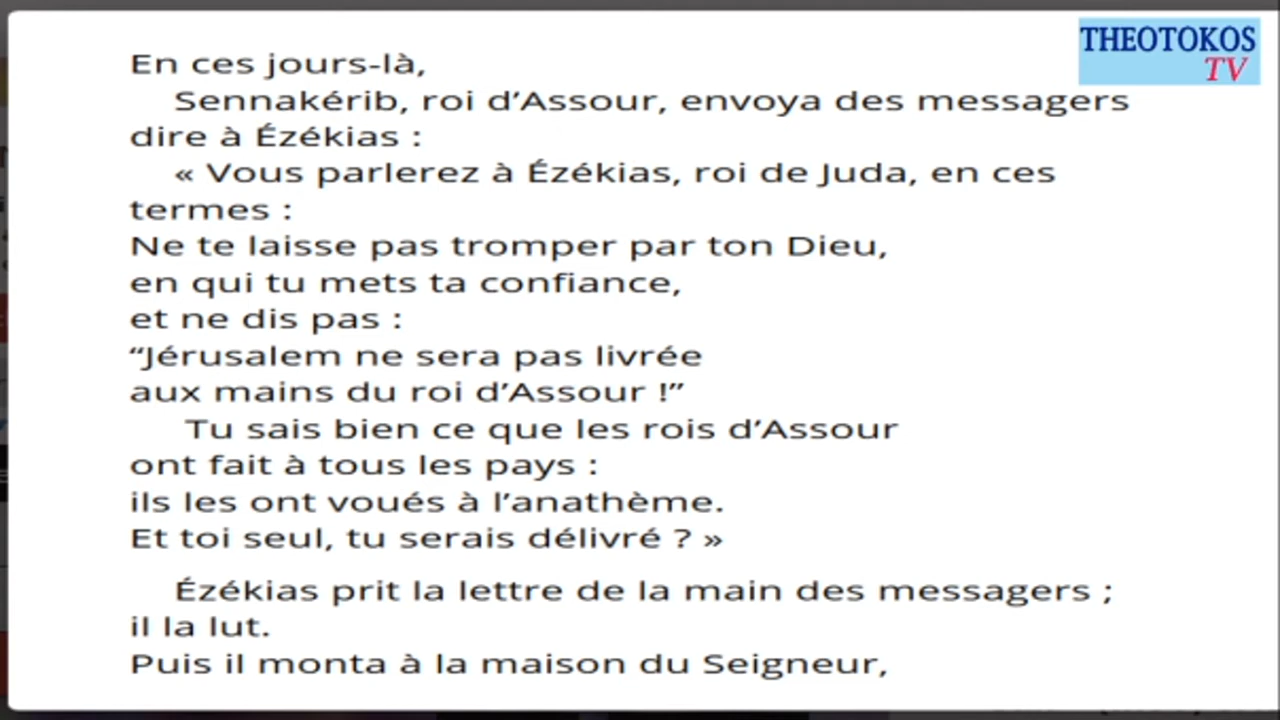 THEOTOKOS
TV
En ces jours-là,
Sennakérib, roi d’Assour, envoya des messagers
dire à Ézékias :
« Vous parlerez à Ézékias, roi de Juda, en ces
termes :
Ne te laisse pas tromper par ton Dieu,
en qui tu mets ta confiance,
et ne dis pas :
“Jérusalem ne sera pas livrée
aux mains du roi d’Assour !”
Tu sais bien ce que les rois d’Assour
ont fait à tous les pays :
ils les ont voués à l’anathème.
Et toi seul, tu serais délivré ? »
Ézékias prit la lettre de la main des messagers ;
il la lut.
Puis il monta à la maison du Seigneur,